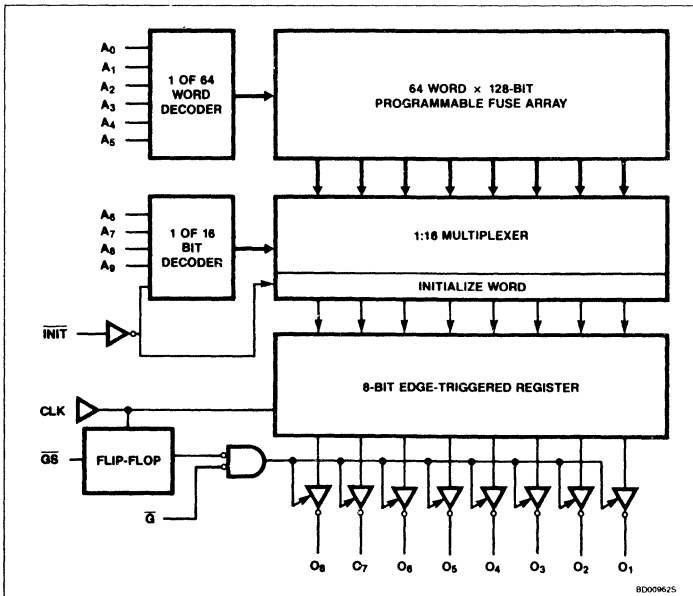 A0
A1
A2
A3
A4
A5
1 OF 64
WORD
DECODER
64 WORD × 128-BIT
PROGRAMMABLE FUSE ARRAY
A6
A7
A8
A9
1 OF 16
BIT
DECODER
1:16 MULTIPLEXER
INITIALIZE WORD
INIT
8-BIT EDGE-TRIGGERED REGISTER
CLK
GS
FLIP-FLOP
G
O8 O7 O6 O5 O4 O3 O2 O1
BD00962S